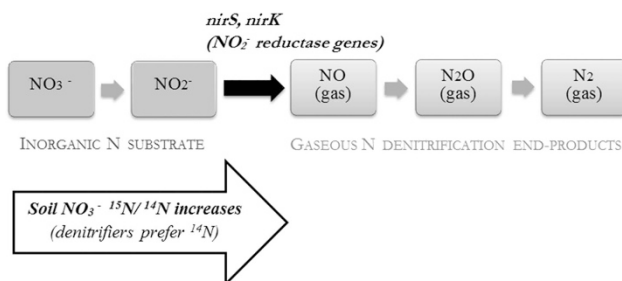 nirS, nirK
(NO₂⁻ reductase genes)
NO₃ ⁻
NO₂⁻
NO
(gas)
N₂O
(gas)
N₂
(gas)
INORGANIC N SUBSTRATE
GASEOUS N DENITRIFICATION END-PRODUCTS
Soil NO₃⁻ ¹⁵N/¹⁴N increases
(denitrifiers prefer ¹⁴N)